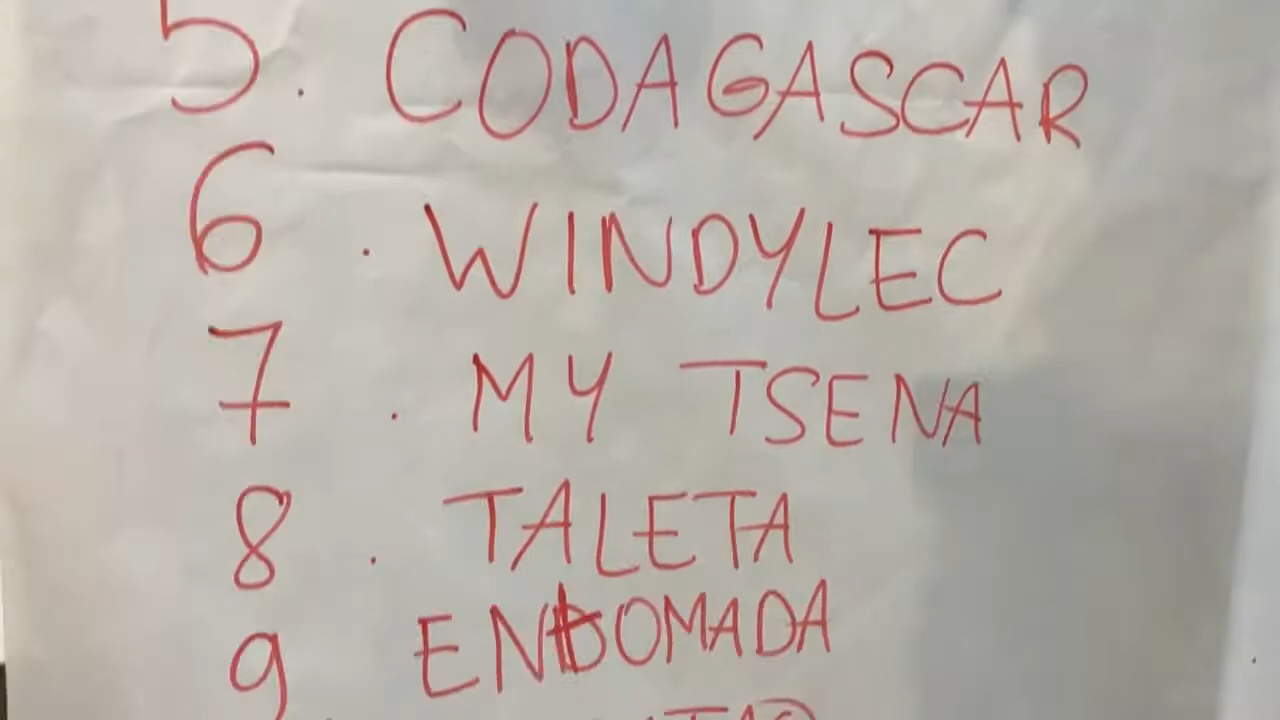 5. CODAGASCAR
6. WINDYLEC
7. MY TSENA
8. TALETA
9 ENDOMADA